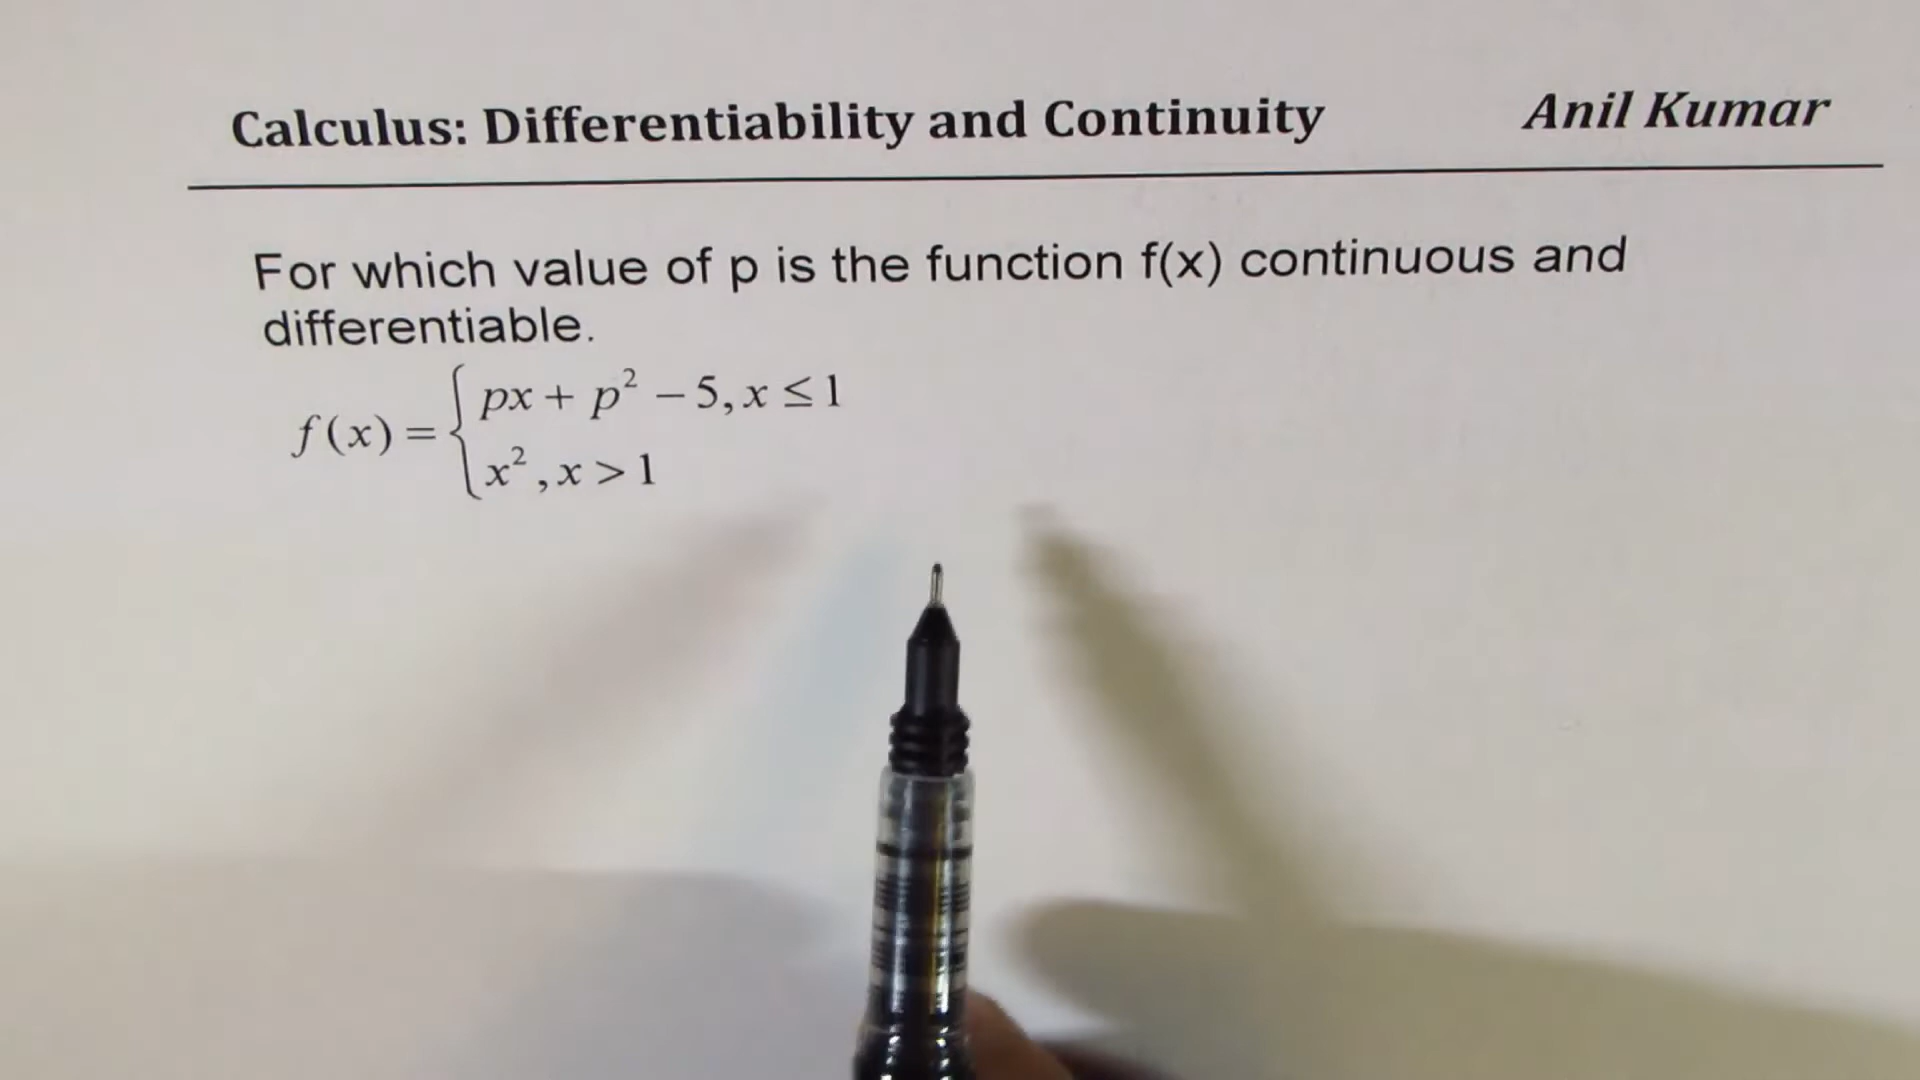 Calculus: Differentiability and Continuity Anil Kumar
For which value of p is the function f(x) continuous and
differentiable.
f(x) = { px + p² − 5, x ≤ 1
x², x > 1